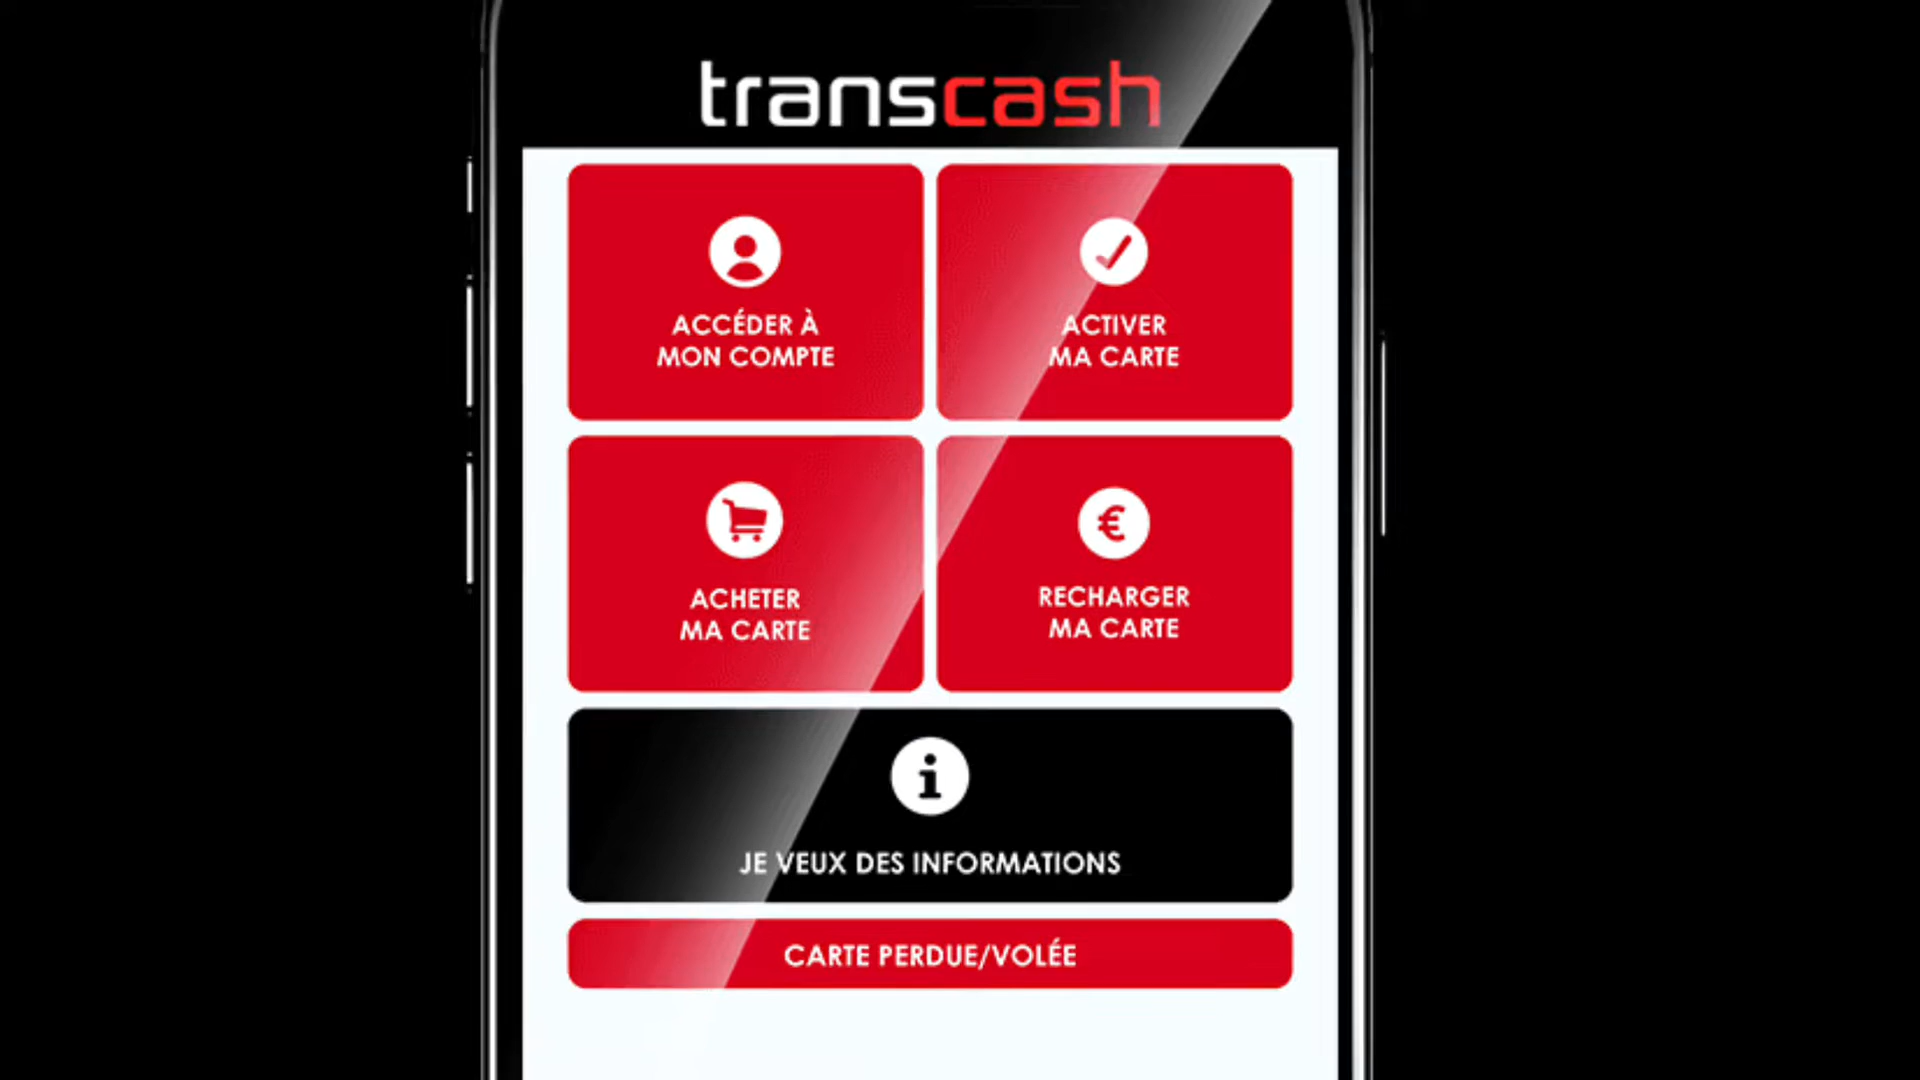 transcash
ACCÉDER À
MON COMPTE
ACTIVER
MA CARTE
ACHETER
MA CARTE
RECHARGER
MA CARTE
JE VEUX DES INFORMATIONS
CARTE PERDUE/VOLÉE